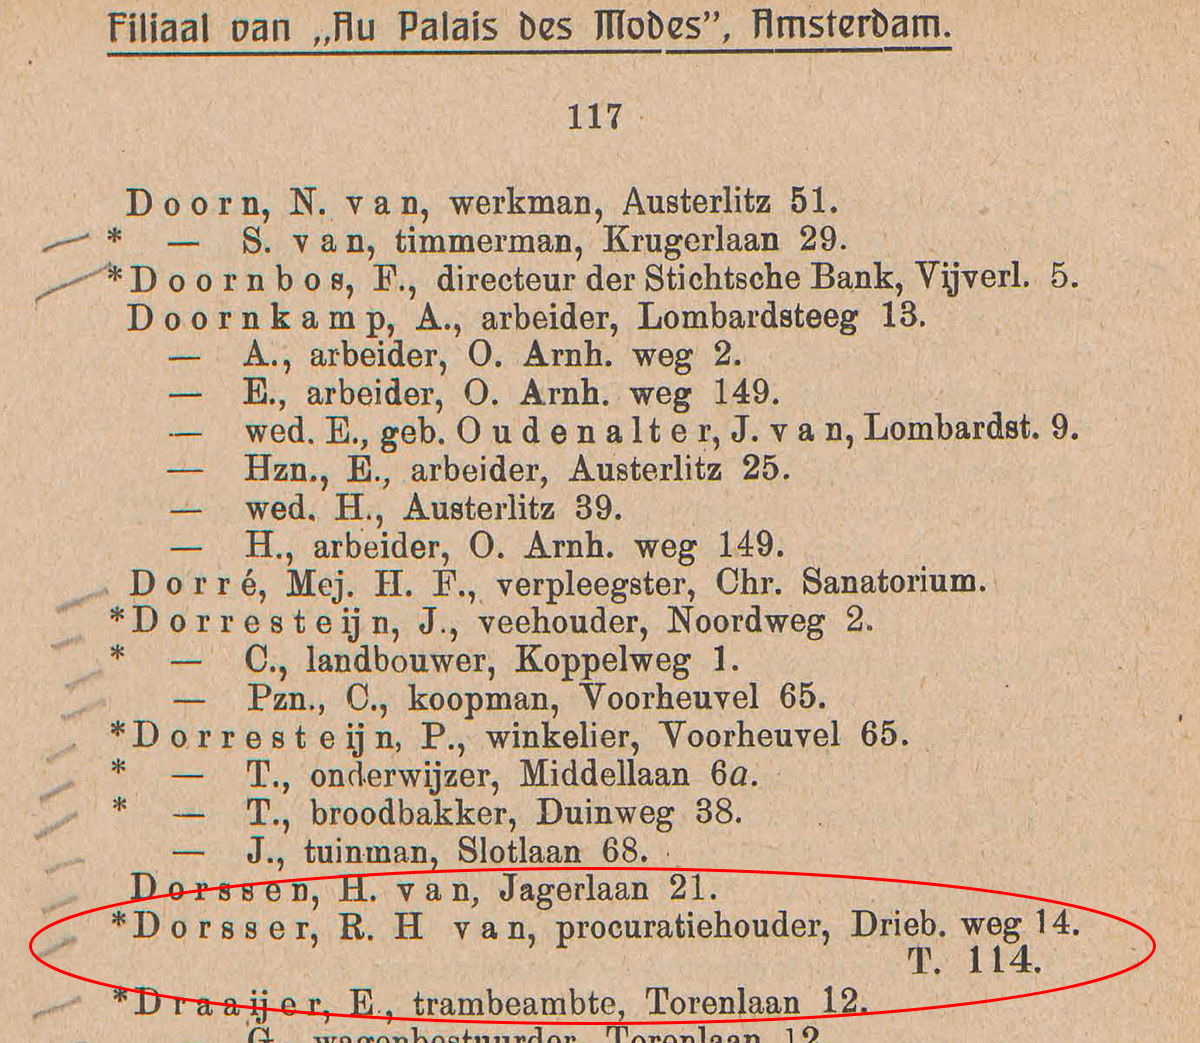 Filiaal van „Au Palais des Modes”, Amsterdam.
117
Doorn, N. van, werkman, Austerlitz 51.
* — S. van, timmerman, Krugerlaan 29.
*Doornbos, F., directeur der Stichtsche Bank, Vijverl. 5.
Doornkamp, A., arbeider, Lombardsteeg 13.
— A., arbeider, O. Arnh. weg 2.
— E., arbeider, O. Arnh. weg 149.
— wed. E., geb. Oudenalter, J. van, Lombardst. 9.
— Hzn., E., arbeider, Austerlitz 25.
— wed. H., Austerlitz 39.
— H., arbeider, O. Arnh. weg 149.
Dorré, Mej. H. F., verpleegster, Chr. Sanatorium.
*Dorresteijn, J., veehouder, Noordweg 2.
* — C., landbouwer, Koppelweg 1.
— Pzn., C., koopman, Voorheuvel 65.
*Dorresteijn, P., winkelier, Voorheuvel 65.
* — T., onderwijzer, Middellaan 6a.
* — T., broodbakker, Duinweg 38.
— J., tuinman, Slotlaan 68.
Dorssen, H. van, Jagerlaan 21.
*Dorsser, R. H van, procuratiehouder, Drieb. weg 14.
T. 114.
*Draaijer, E., trambeambte, Torenlaan 12.
G., wagenbestuurder, Torenlaan 12